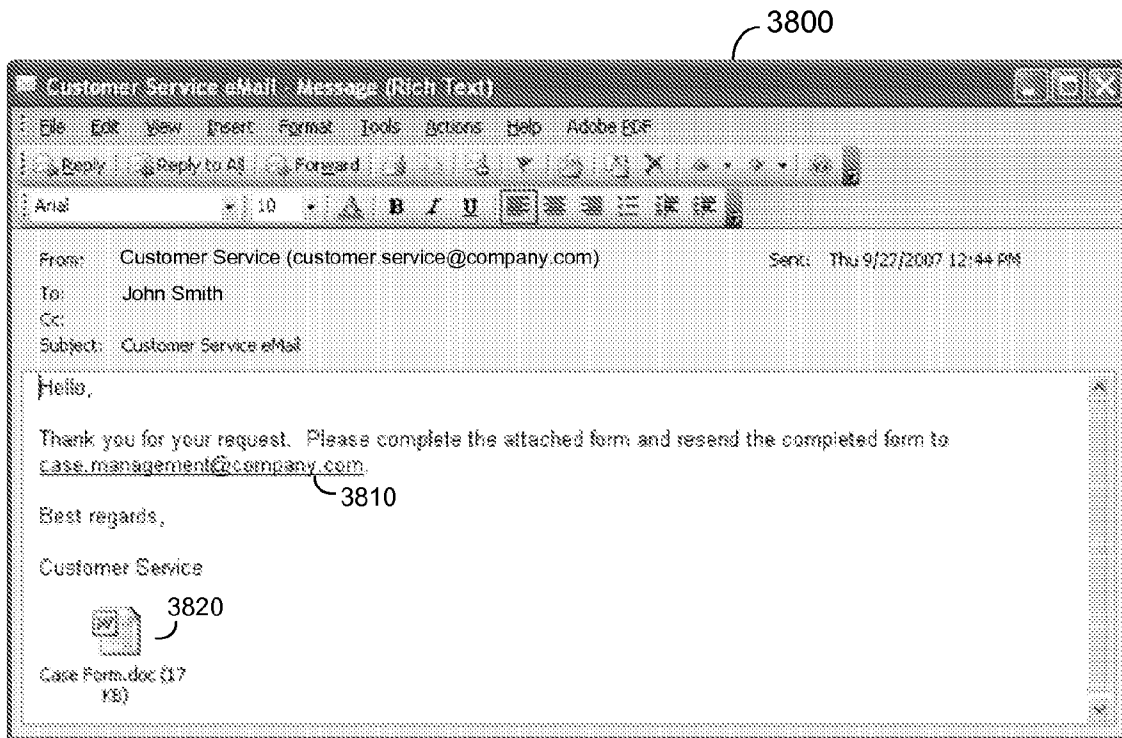 3800
Customer Service eMail - Message (Rich Text)
File Edit View Insert Format Tools Actions Help Adobe PDF
Reply Reply to All Forward
Arial 10 A B I U
From: Customer Service (customer.service@company.com) Sent: Thu 9/27/2007 12:44 PM
To: John Smith
Cc:
Subject: Customer Service eMail
Hello,
Thank you for your request. Please complete the attached form and resend the completed form to
case.management@company.com.
3810
Best regards,
Customer Service
3820
Case Form.doc (17
KB)